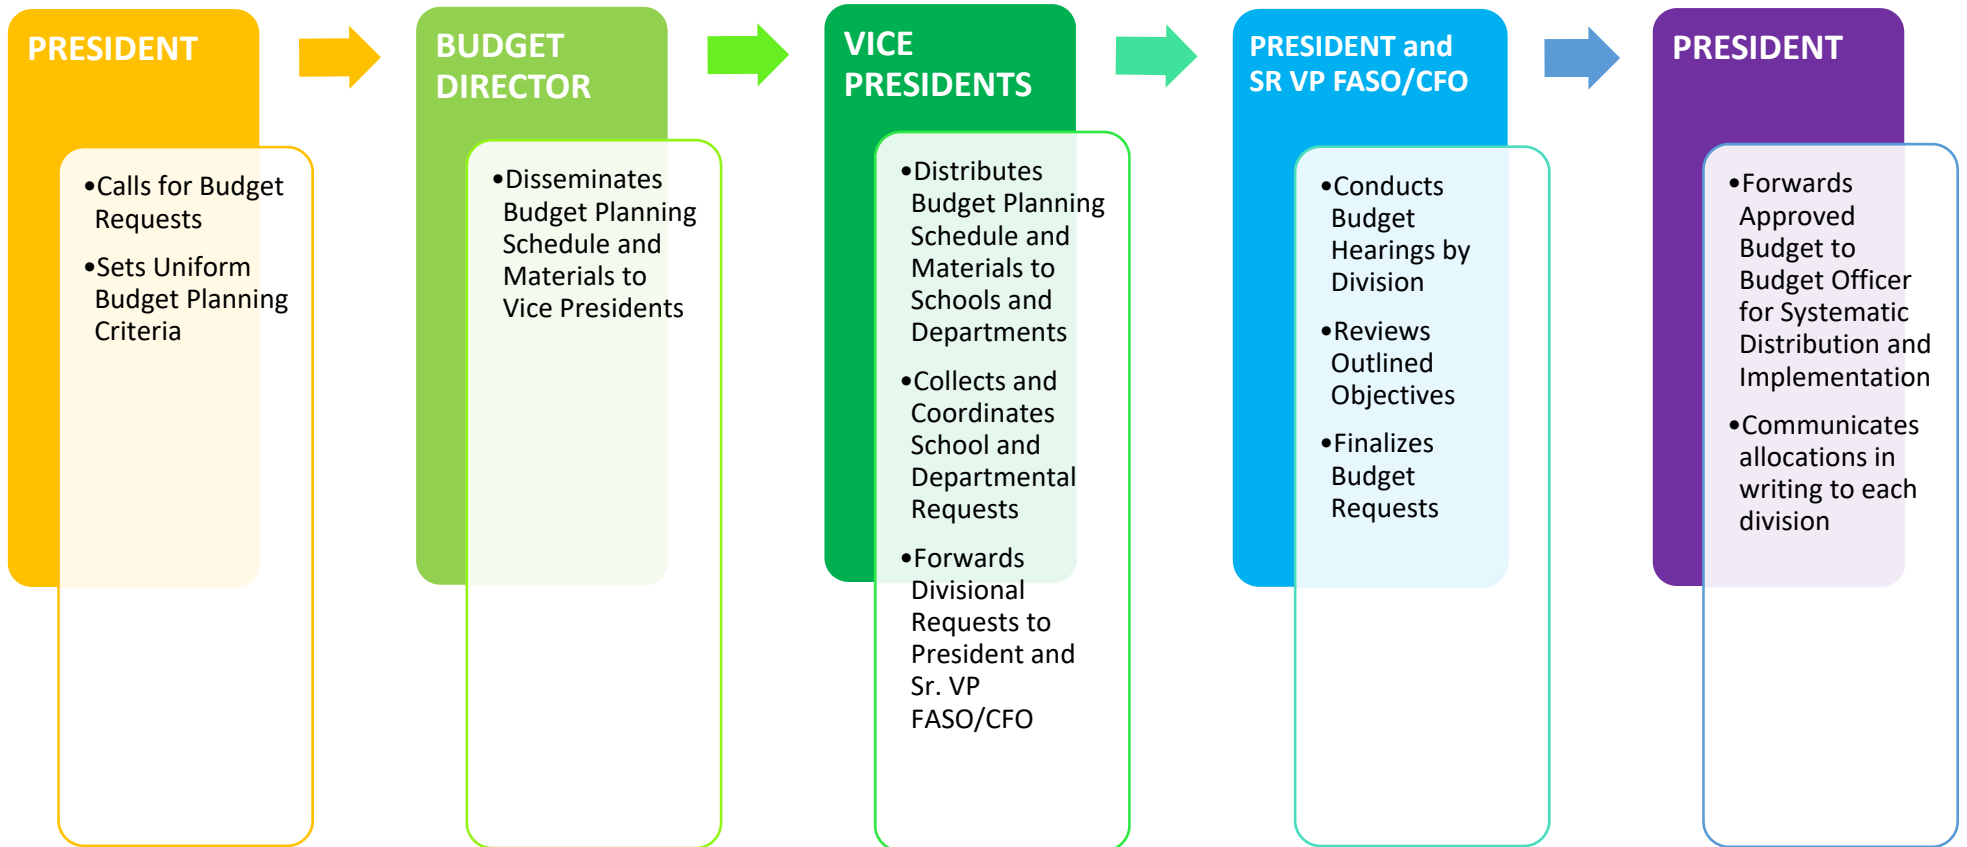 PRESIDENT
•Calls for Budget
Requests
•Sets Uniform
Budget Planning
Criteria
BUDGET
DIRECTOR
•Disseminates
Budget Planning
Schedule and
Materials to
Vice Presidents
VICE
PRESIDENTS
•Distributes
Budget Planning
Schedule and
Materials to
Schools and
Departments
•Collects and
Coordinates
School and
Departmental
Requests
•Forwards
Divisional
Requests to
President and
Sr. VP
FASO/CFO
PRESIDENT and
SR VP FASO/CFO
•Conducts
Budget
Hearings by
Division
•Reviews
Outlined
Objectives
•Finalizes
Budget
Requests
PRESIDENT
•Forwards
Approved
Budget to
Budget Officer
for Systematic
Distribution and
Implementation
•Communicates
allocations in
writing to each
division